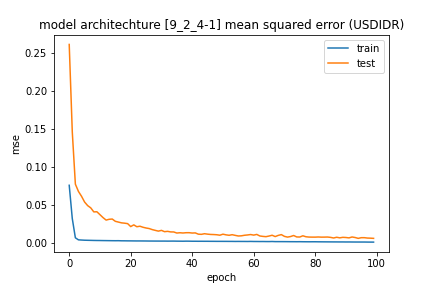 model architechture [9_2_4-1] mean squared error (USDIDR)
train
test
mse
0.25
0.20
0.15
0.10
0.05
0.00
0
20
40
60
80
100
epoch